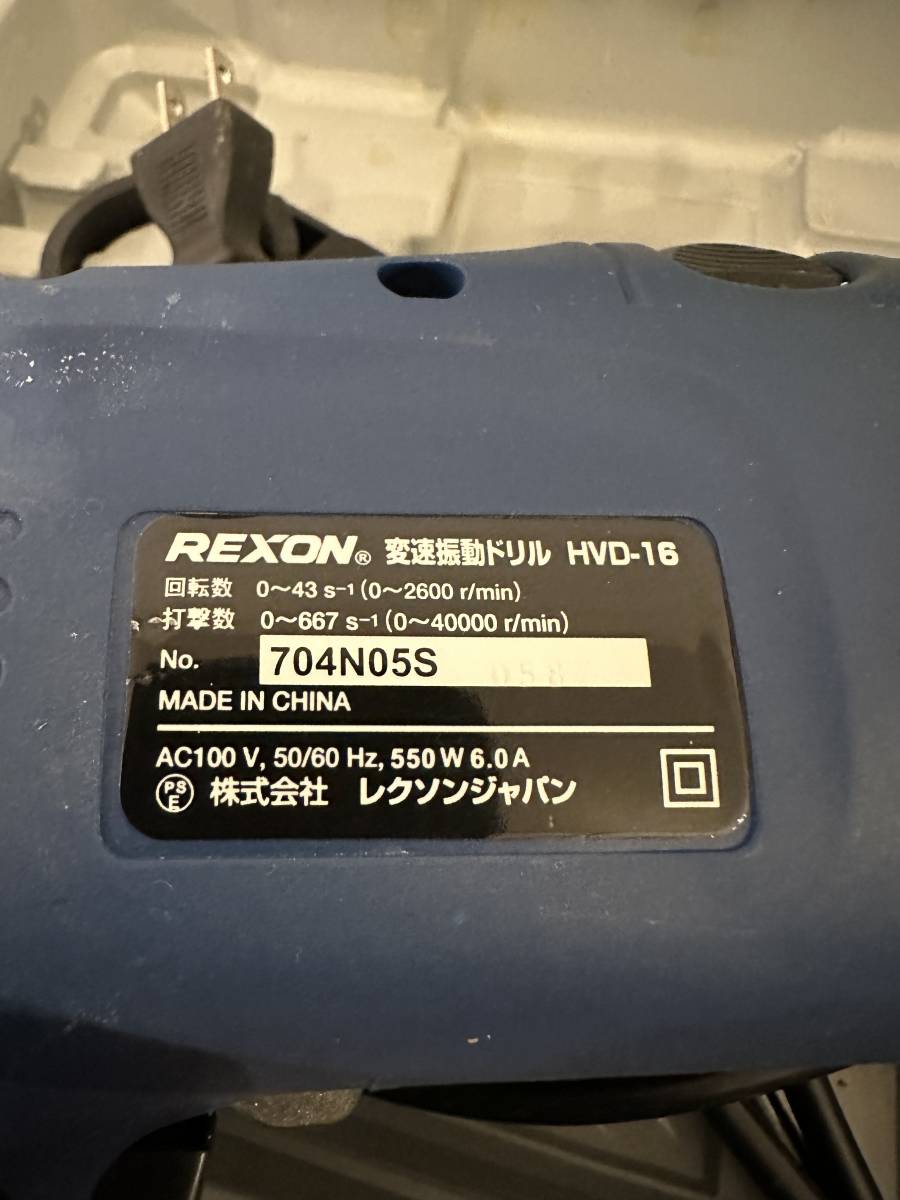 REXON® 変速振動ドリル HVD-16
回転数 0〜43 s⁻¹ (0〜2600 r/min)
打撃数 0〜667 s⁻¹ (0〜40000 r/min)
No. 704N05S
MADE IN CHINA
AC100 V, 50/60 Hz, 550 W 6.0 A
PSE 株式会社 レクソンジャパン